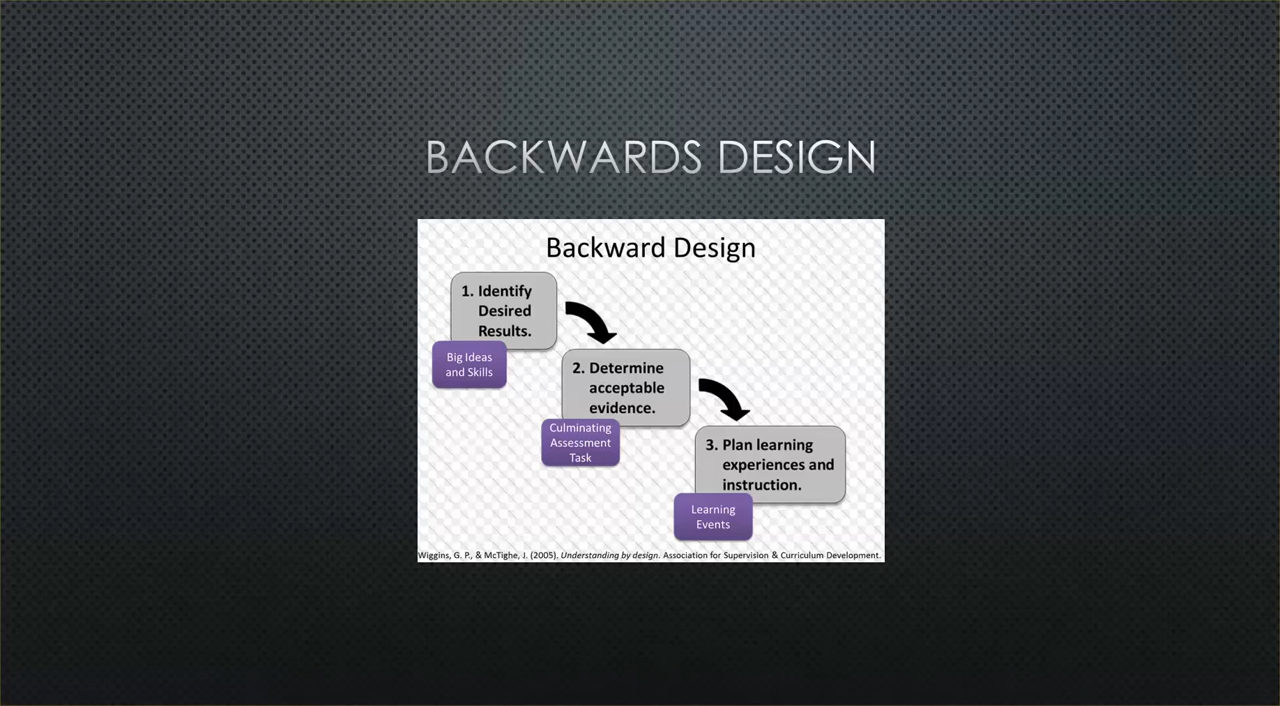 BACKWARDS DESIGN
Backward Design
1. Identify
Desired
Results.
Big Ideas
and Skills
2. Determine
acceptable
evidence.
Culminating
Assessment
Task
3. Plan learning
experiences and
instruction.
Learning
Events
Wiggins, G. P., & McTighe, J. (2005). Understanding by design. Association for Supervision & Curriculum Development.